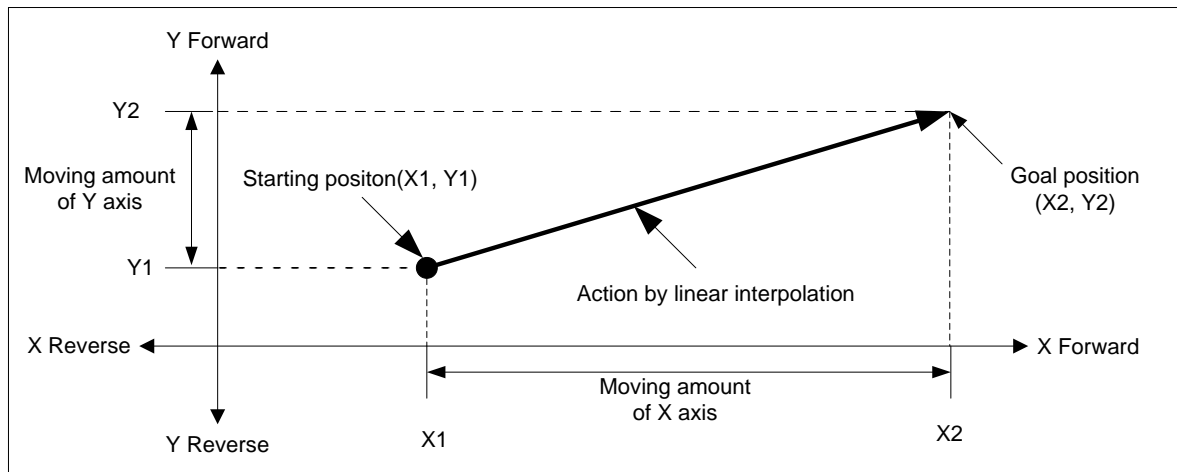 Y Forward
Y2
Moving amount
of Y axis
Starting positon(X1, Y1)
Goal position
(X2, Y2)
Y1
Action by linear interpolation
X Reverse
X Forward
Moving amount
of X axis
Y Reverse
X1
X2